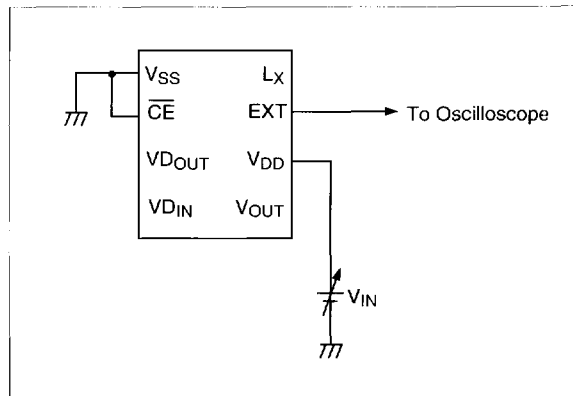 VSS LX
CE EXT To Oscilloscope
VDOUT VDD
VDIN VOUT
VIN